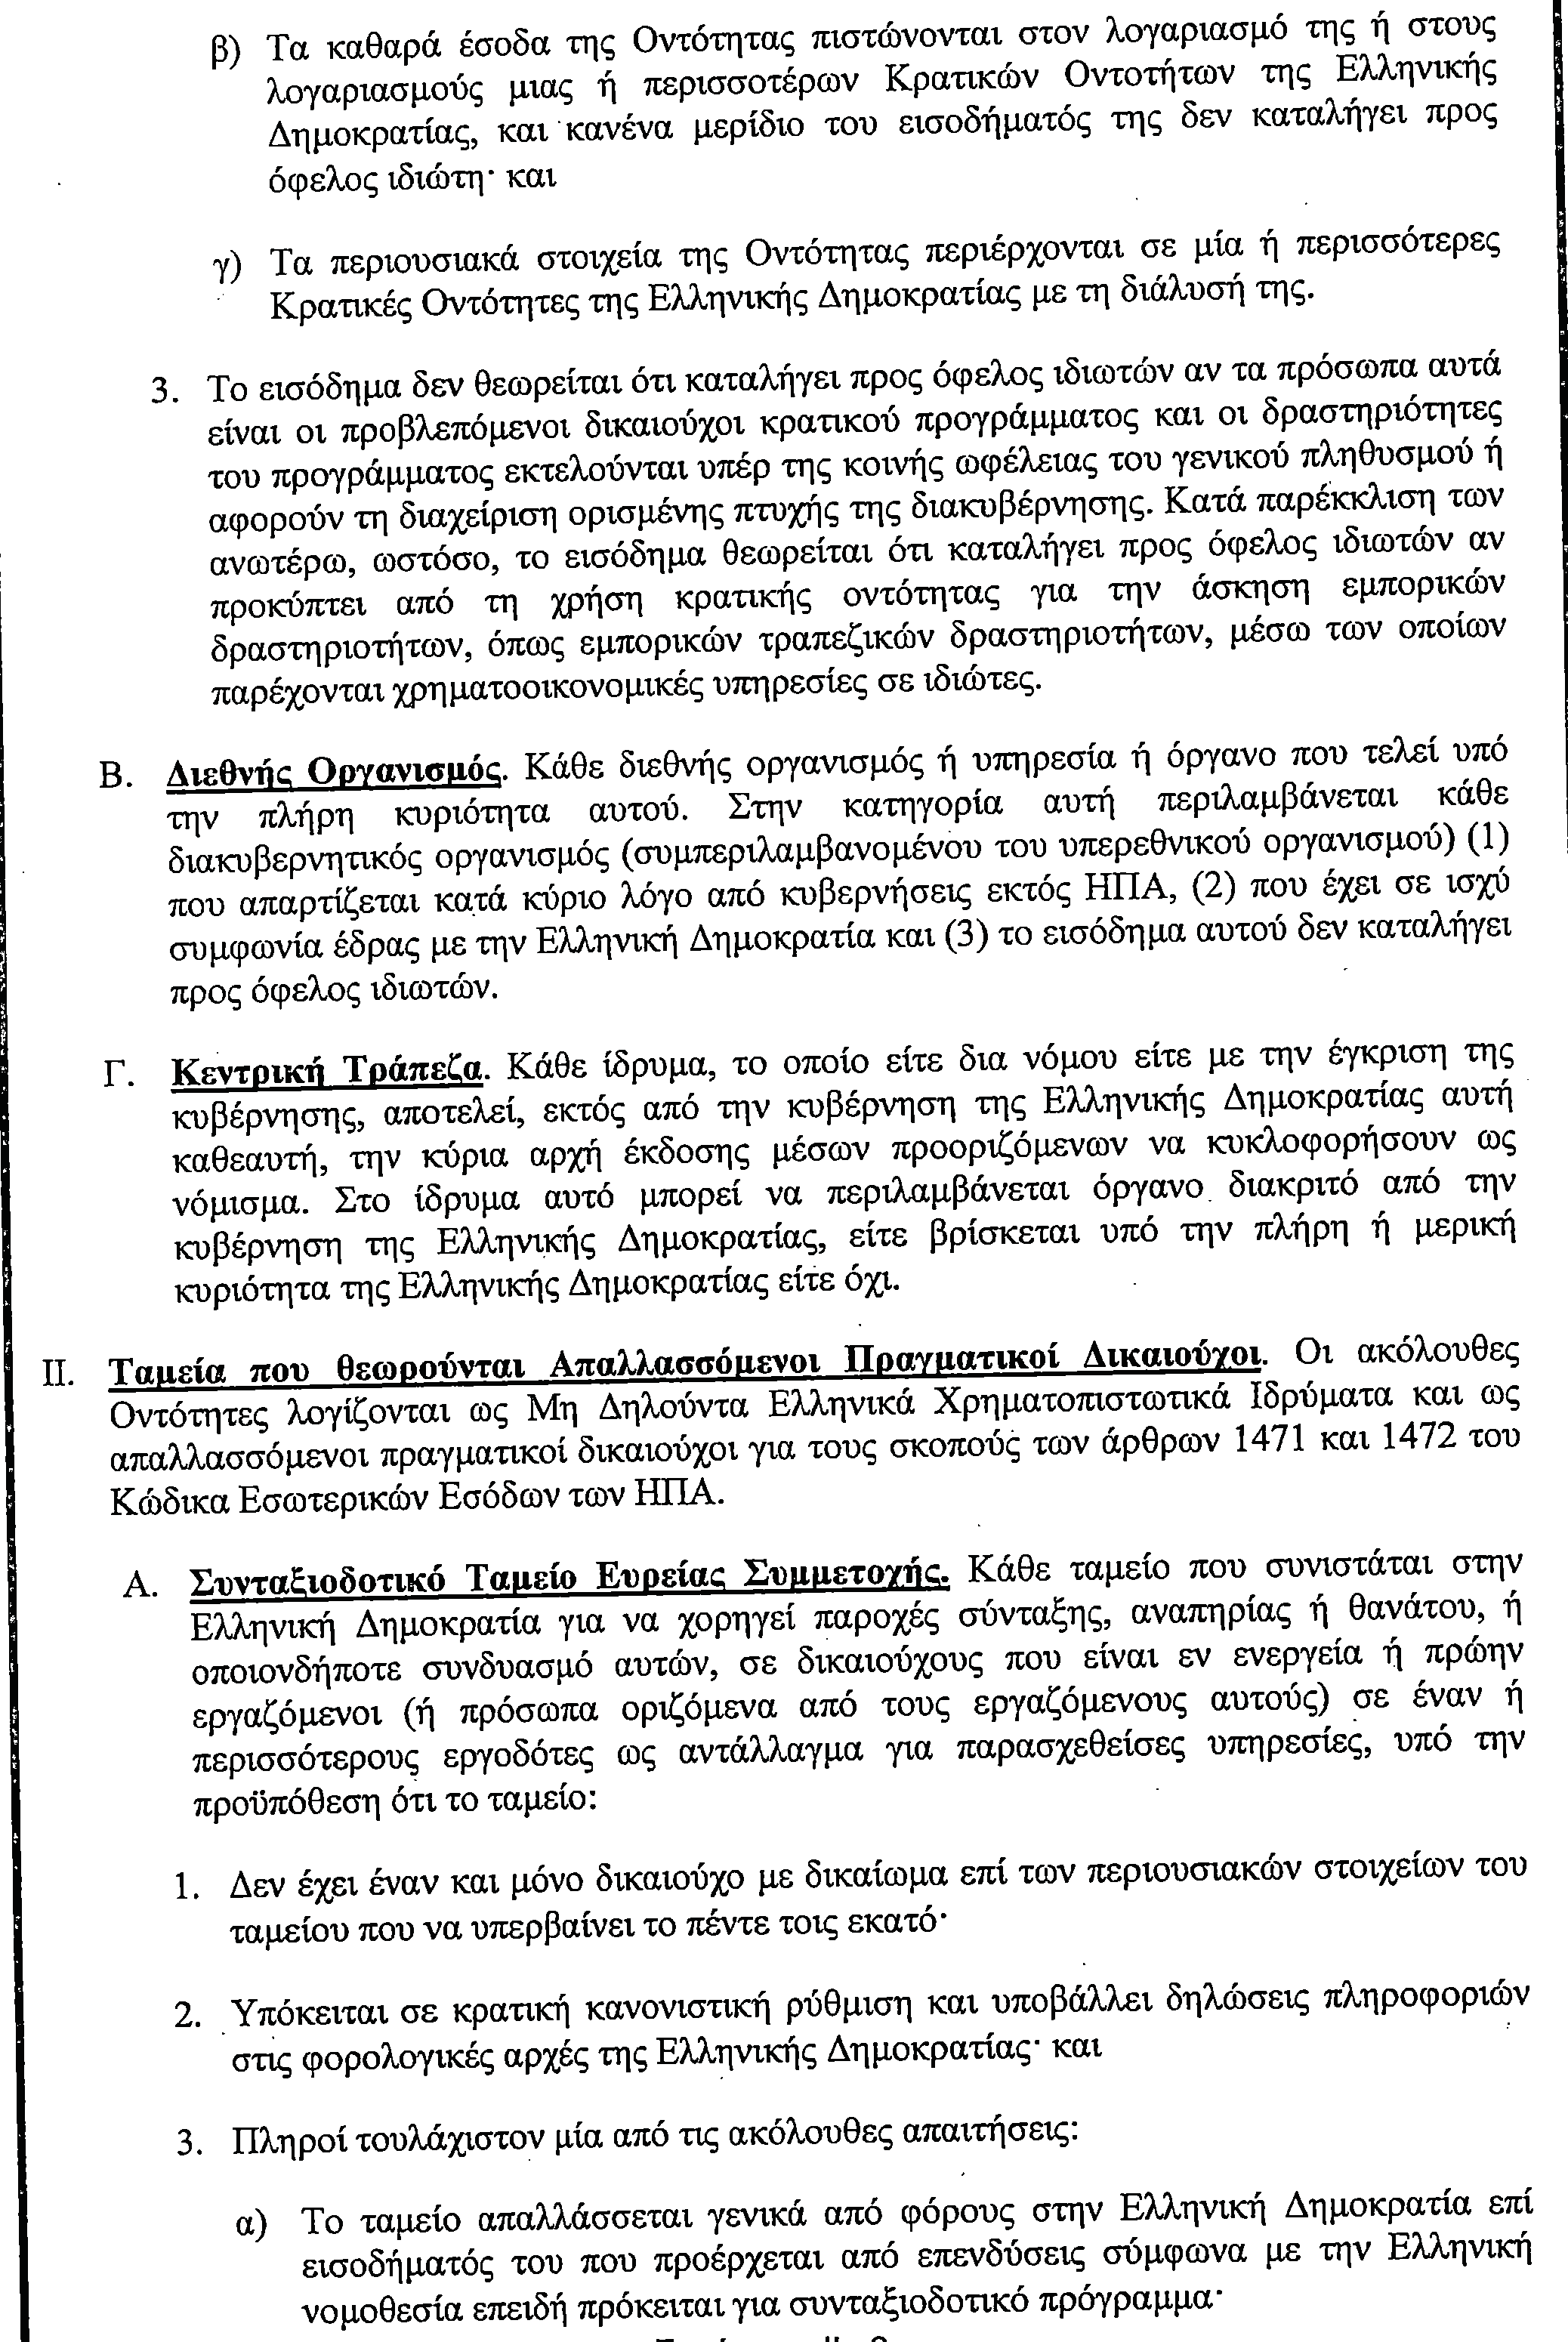 β) Τα καθαρά έσοδα της Οντότητας πιστώνονται στον λογαριασμό της ή στους
λογαριασμούς μιας ή περισσοτέρων Κρατικών Οντοτήτων της Ελληνικής
Δημοκρατίας, και κανένα μερίδιο του εισοδήματός της δεν καταλήγει προς
όφελος ιδιώτη· και
γ) Τα περιουσιακά στοιχεία της Οντότητας περιέρχονται σε μία ή περισσότερες
Κρατικές Οντότητες της Ελληνικής Δημοκρατίας με τη διάλυσή της.
3. Το εισόδημα δεν θεωρείται ότι καταλήγει προς όφελος ιδιωτών αν τα πρόσωπα αυτά
είναι οι προβλεπόμενοι δικαιούχοι κρατικού προγράμματος και οι δραστηριότητες
του προγράμματος εκτελούνται υπέρ της κοινής ωφέλειας του γενικού πληθυσμού ή
αφορούν τη διαχείριση ορισμένης πτυχής της διακυβέρνησης. Κατά παρέκκλιση των
ανωτέρω, ωστόσο, το εισόδημα θεωρείται ότι καταλήγει προς όφελος ιδιωτών αν
προκύπτει από τη χρήση κρατικής οντότητας για την άσκηση εμπορικών
δραστηριοτήτων, όπως εμπορικών τραπεζικών δραστηριοτήτων, μέσω των οποίων
παρέχονται χρηματοοικονομικές υπηρεσίες σε ιδιώτες.
Β. Διεθνής Οργανισμός. Κάθε διεθνής οργανισμός ή υπηρεσία ή όργανο που τελεί υπό
την πλήρη κυριότητα αυτού. Στην κατηγορία αυτή περιλαμβάνεται κάθε
διακυβερνητικός οργανισμός (συμπεριλαμβανομένου του υπερεθνικού οργανισμού) (1)
που απαρτίζεται κατά κύριο λόγο από κυβερνήσεις εκτός ΗΠΑ, (2) που έχει σε ισχύ
συμφωνία έδρας με την Ελληνική Δημοκρατία και (3) το εισόδημα αυτού δεν καταλήγει
προς όφελος ιδιωτών.
Γ. Κεντρική Τράπεζα. Κάθε ίδρυμα, το οποίο είτε δια νόμου είτε με την έγκριση της
κυβέρνησης, αποτελεί, εκτός από την κυβέρνηση της Ελληνικής Δημοκρατίας αυτή
καθεαυτή, την κύρια αρχή έκδοσης μέσων προοριζόμενων να κυκλοφορήσουν ως
νόμισμα. Στο ίδρυμα αυτό μπορεί να περιλαμβάνεται όργανο διακριτό από την
κυβέρνηση της Ελληνικής Δημοκρατίας, είτε βρίσκεται υπό την πλήρη ή μερική
κυριότητα της Ελληνικής Δημοκρατίας είτε όχι.
II. Ταμεία που θεωρούνται Απαλλασσόμενοι Πραγματικοί Δικαιούχοι. Οι ακόλουθες
Οντότητες λογίζονται ως Μη Δηλούντα Ελληνικά Χρηματοπιστωτικά Ιδρύματα και ως
απαλλασσόμενοι πραγματικοί δικαιούχοι για τους σκοπούς των άρθρων 1471 και 1472 του
Κώδικα Εσωτερικών Εσόδων των ΗΠΑ.
Α. Συνταξιοδοτικό Ταμείο Ευρείας Συμμετοχής. Κάθε ταμείο που συνιστάται στην
Ελληνική Δημοκρατία για να χορηγεί παροχές σύνταξης, αναπηρίας ή θανάτου, ή
οποιονδήποτε συνδυασμό αυτών, σε δικαιούχους που είναι εν ενεργεία ή πρώην
εργαζόμενοι (ή πρόσωπα οριζόμενα από τους εργαζόμενους αυτούς) σε έναν ή
περισσότερους εργοδότες ως αντάλλαγμα για παρασχεθείσες υπηρεσίες, υπό την
προϋπόθεση ότι το ταμείο:
1. Δεν έχει έναν και μόνο δικαιούχο με δικαίωμα επί των περιουσιακών στοιχείων του
ταμείου που να υπερβαίνει το πέντε τοις εκατό·
2. Υπόκειται σε κρατική κανονιστική ρύθμιση και υποβάλλει δηλώσεις πληροφοριών
στις φορολογικές αρχές της Ελληνικής Δημοκρατίας· και
3. Πληροί τουλάχιστον μία από τις ακόλουθες απαιτήσεις:
α) Το ταμείο απαλλάσσεται γενικά από φόρους στην Ελληνική Δημοκρατία επί
εισοδήματός του που προέρχεται από επενδύσεις σύμφωνα με την Ελληνική
νομοθεσία επειδή πρόκειται για συνταξιοδοτικό πρόγραμμα·